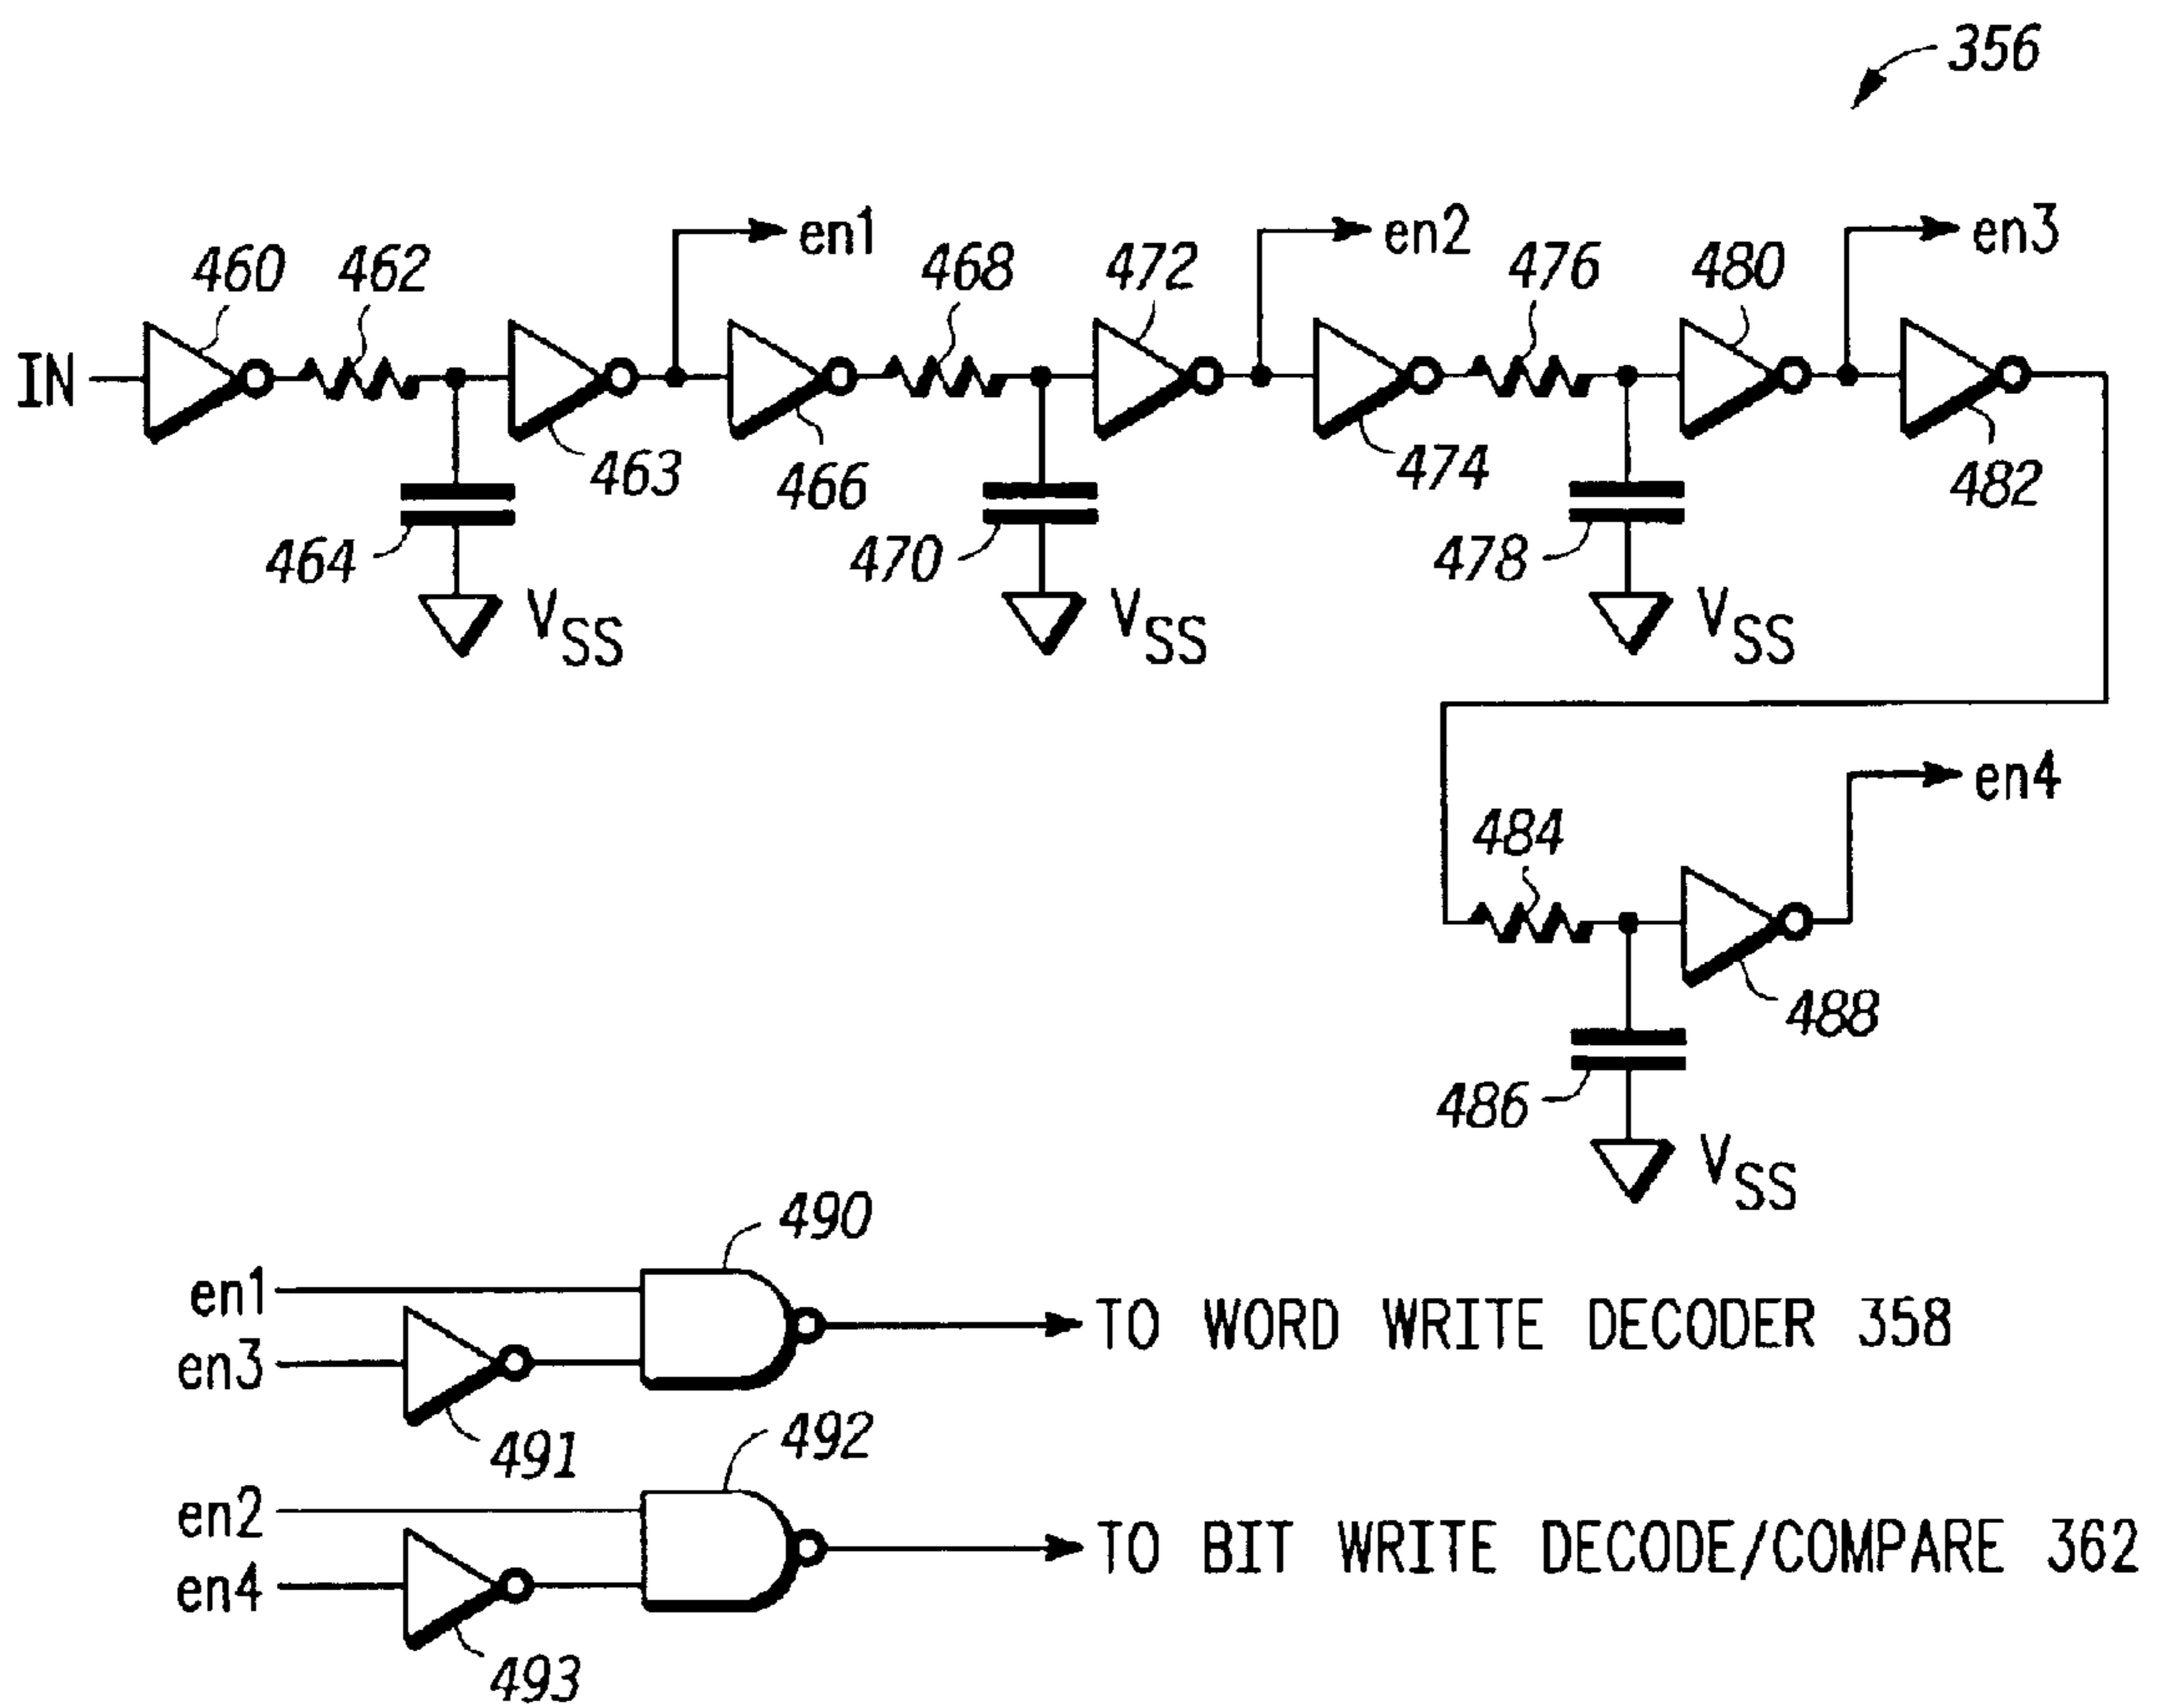 356
en1
en2
en3
460
462
468
472
476
480
IN
463
466
474
482
464
470
478
VSS
VSS
VSS
en4
484
488
486
VSS
490
en1
TO WORD WRITE DECODER 358
en3
491
492
en2
TO BIT WRITE DECODE/COMPARE 362
en4
493